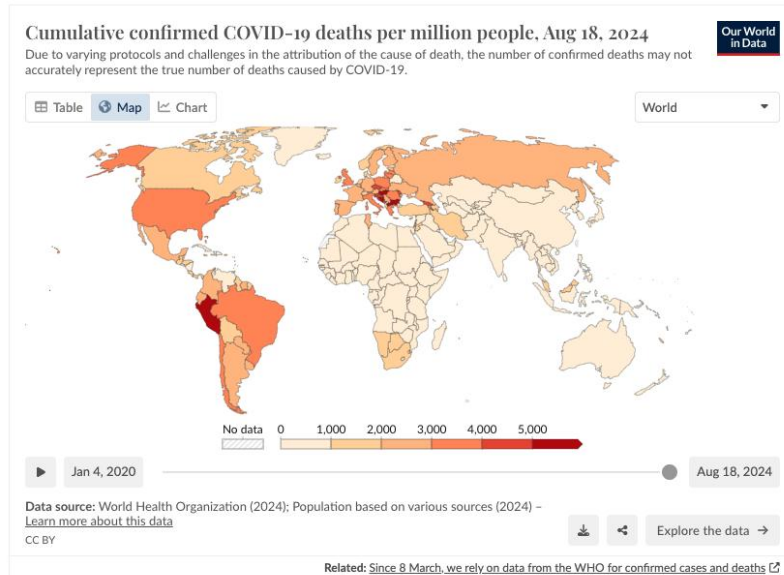 Cumulative confirmed COVID-19 deaths per million people, Aug 18, 2024
Our World
in Data
Due to varying protocols and challenges in the attribution of the cause of death, the number of confirmed deaths may not
accurately represent the true number of deaths caused by COVID-19.
Table Map Chart
World
No data 0 1,000 2,000 3,000 4,000 5,000
Jan 4, 2020
Aug 18, 2024
Data source: World Health Organization (2024); Population based on various sources (2024) –
Learn more about this data
CC BY
Explore the data →
Related: Since 8 March, we rely on data from the WHO for confirmed cases and deaths